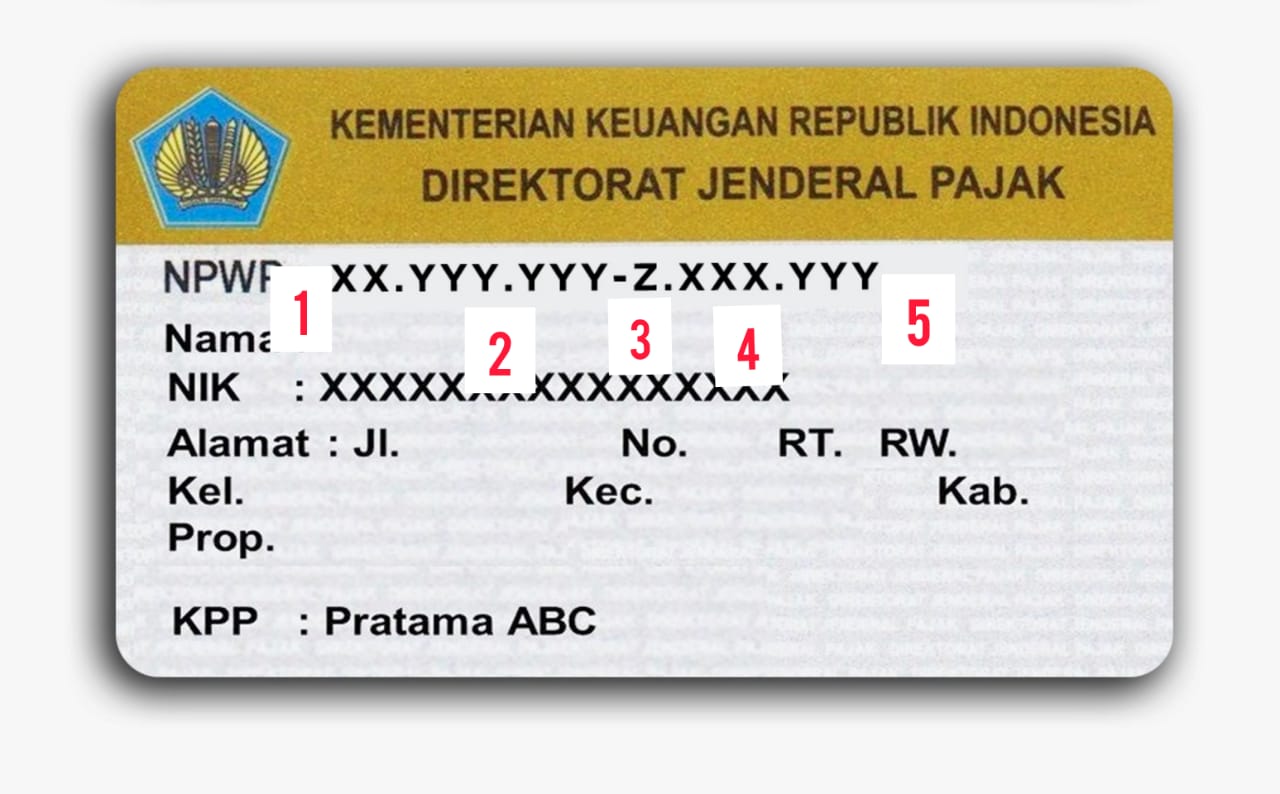 KEMENTERIAN KEUANGAN REPUBLIK INDONESIA
DIREKTORAT JENDERAL PAJAK
NPWP XX.YYY.YYY-Z.XXX.YYY
1
2
3
4
5
Nama
NIK : XXXXXXXXXXXXXXXX
Alamat : Jl. No. RT. RW.
Kel. Kec. Kab.
Prop.
KPP : Pratama ABC